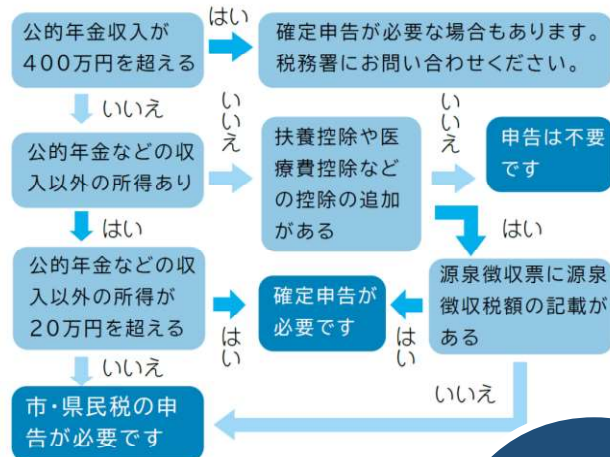 公的年金収入が
400万円を超える
はい
確定申告が必要な場合もあります。
税務署にお問い合わせください。
いいえ
公的年金などの収
入以外の所得あり
いいえ
扶養控除や医
療費控除など
の控除の追加
がある
いいえ
申告は不要
です
はい
公的年金などの収
入以外の所得が
20万円を超える
はい
確定申告が
必要です
はい
はい
源泉徴収票に源泉
徴収税額の記載が
ある
いいえ
市・県民税の申
告が必要です
いいえ